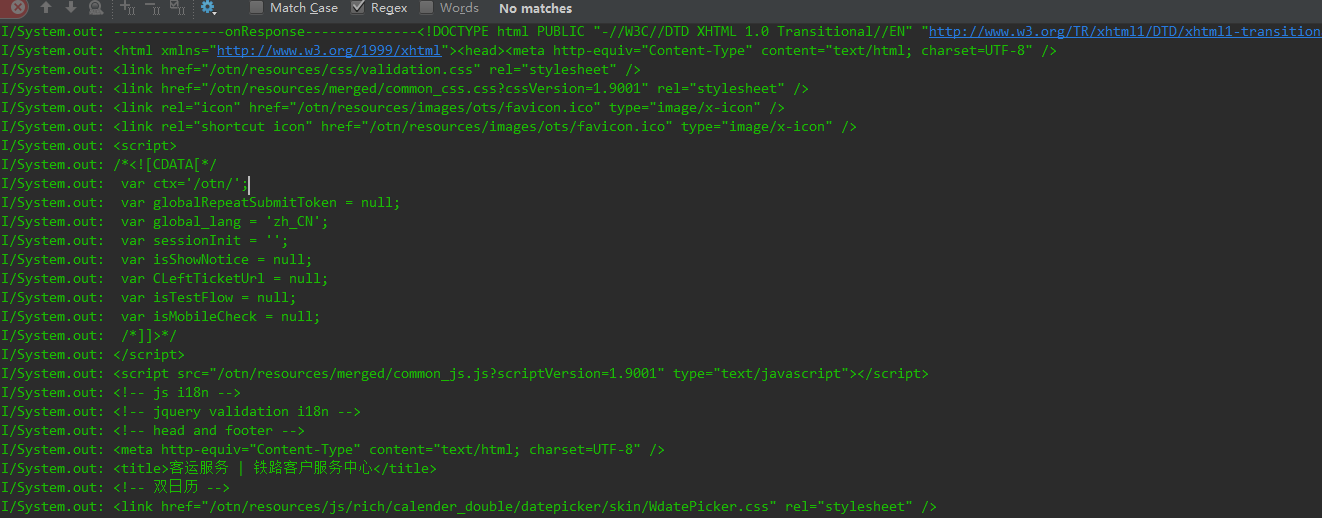 Match Case Regex Words No matches
I/System.out: --------------onResponse--------------<!DOCTYPE html PUBLIC "-//W3C//DTD XHTML 1.0 Transitional//EN" "http://www.w3.org/TR/xhtml1/DTD/xhtml1-transition
I/System.out: <html xmlns="http://www.w3.org/1999/xhtml"><head><meta http-equiv="Content-Type" content="text/html; charset=UTF-8" />
I/System.out: <link href="/otn/resources/css/validation.css" rel="stylesheet" />
I/System.out: <link href="/otn/resources/merged/common_css.css?cssVersion=1.9001" rel="stylesheet" />
I/System.out: <link rel="icon" href="/otn/resources/images/ots/favicon.ico" type="image/x-icon" />
I/System.out: <link rel="shortcut icon" href="/otn/resources/images/ots/favicon.ico" type="image/x-icon" />
I/System.out: <script>
I/System.out: /*<![CDATA[*/
I/System.out:  var ctx='/otn/';
I/System.out:  var globalRepeatSubmitToken = null;
I/System.out:  var global_lang = 'zh_CN';
I/System.out:  var sessionInit = '';
I/System.out:  var isShowNotice = null;
I/System.out:  var CLeftTicketUrl = null;
I/System.out:  var isTestFlow = null;
I/System.out:  var isMobileCheck = null;
I/System.out:  /*]]>*/
I/System.out: </script>
I/System.out: <script src="/otn/resources/merged/common_js.js?scriptVersion=1.9001" type="text/javascript"></script>
I/System.out: <!-- js i18n -->
I/System.out: <!-- jquery validation i18n -->
I/System.out: <!-- head and footer -->
I/System.out: <meta http-equiv="Content-Type" content="text/html; charset=UTF-8" />
I/System.out: <title>客运服务 | 铁路客户服务中心</title>
I/System.out: <!-- 双日历 -->
I/System.out: <link href="/otn/resources/js/rich/calender_double/datepicker/skin/WdatePicker.css" rel="stylesheet" />